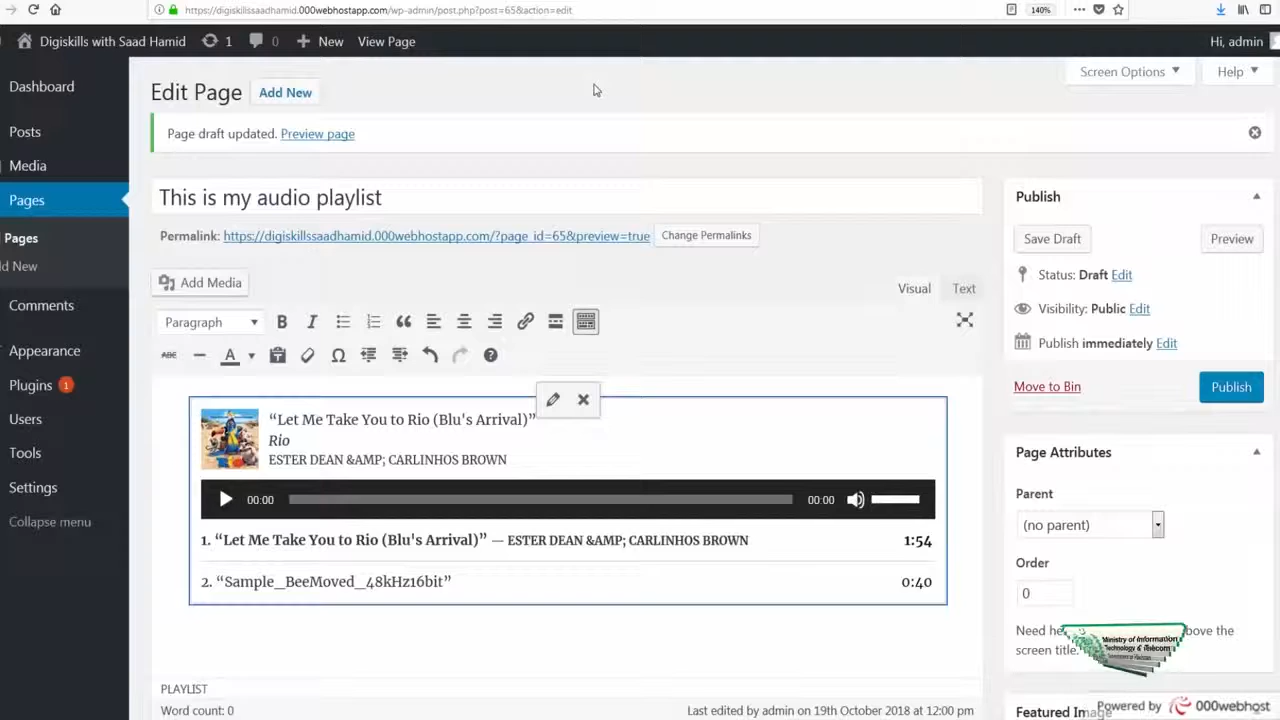 https://digiskillssaadhamid.000webhostapp.com/wp-admin/post.php?post=65&action=edit
140%
Digiskills with Saad Hamid
1
0
New
View Page
Hi, admin
Dashboard
Posts
Media
Pages
Pages
dd New
Comments
Appearance
Plugins 1
Users
Tools
Settings
Collapse menu
Screen Options
Help
Edit Page
Add New
Page draft updated. Preview page
This is my audio playlist
Permalink: https://digiskillssaadhamid.000webhostapp.com/?page_id=65&preview=true
Change Permalinks
Add Media
Visual
Text
Paragraph
B I
ABC
A
“Let Me Take You to Rio (Blu's Arrival)”
Rio
ESTER DEAN &AMP; CARLINHOS BROWN
00:00
00:00
1. “Let Me Take You to Rio (Blu's Arrival)” — ESTER DEAN &AMP; CARLINHOS BROWN 1:54
2. “Sample_BeeMoved_48kHz16bit” 0:40
PLAYLIST
Word count: 0
Last edited by admin on 19th October 2018 at 12:00 pm
Publish
Save Draft
Preview
Status: Draft Edit
Visibility: Public Edit
Publish immediately Edit
Move to Bin
Publish
Page Attributes
Parent
(no parent)
Order
0
Need he
bove the
screen title.
Ministry of Information
Technology & Telecom
Featured Im
Powered by 000webhost